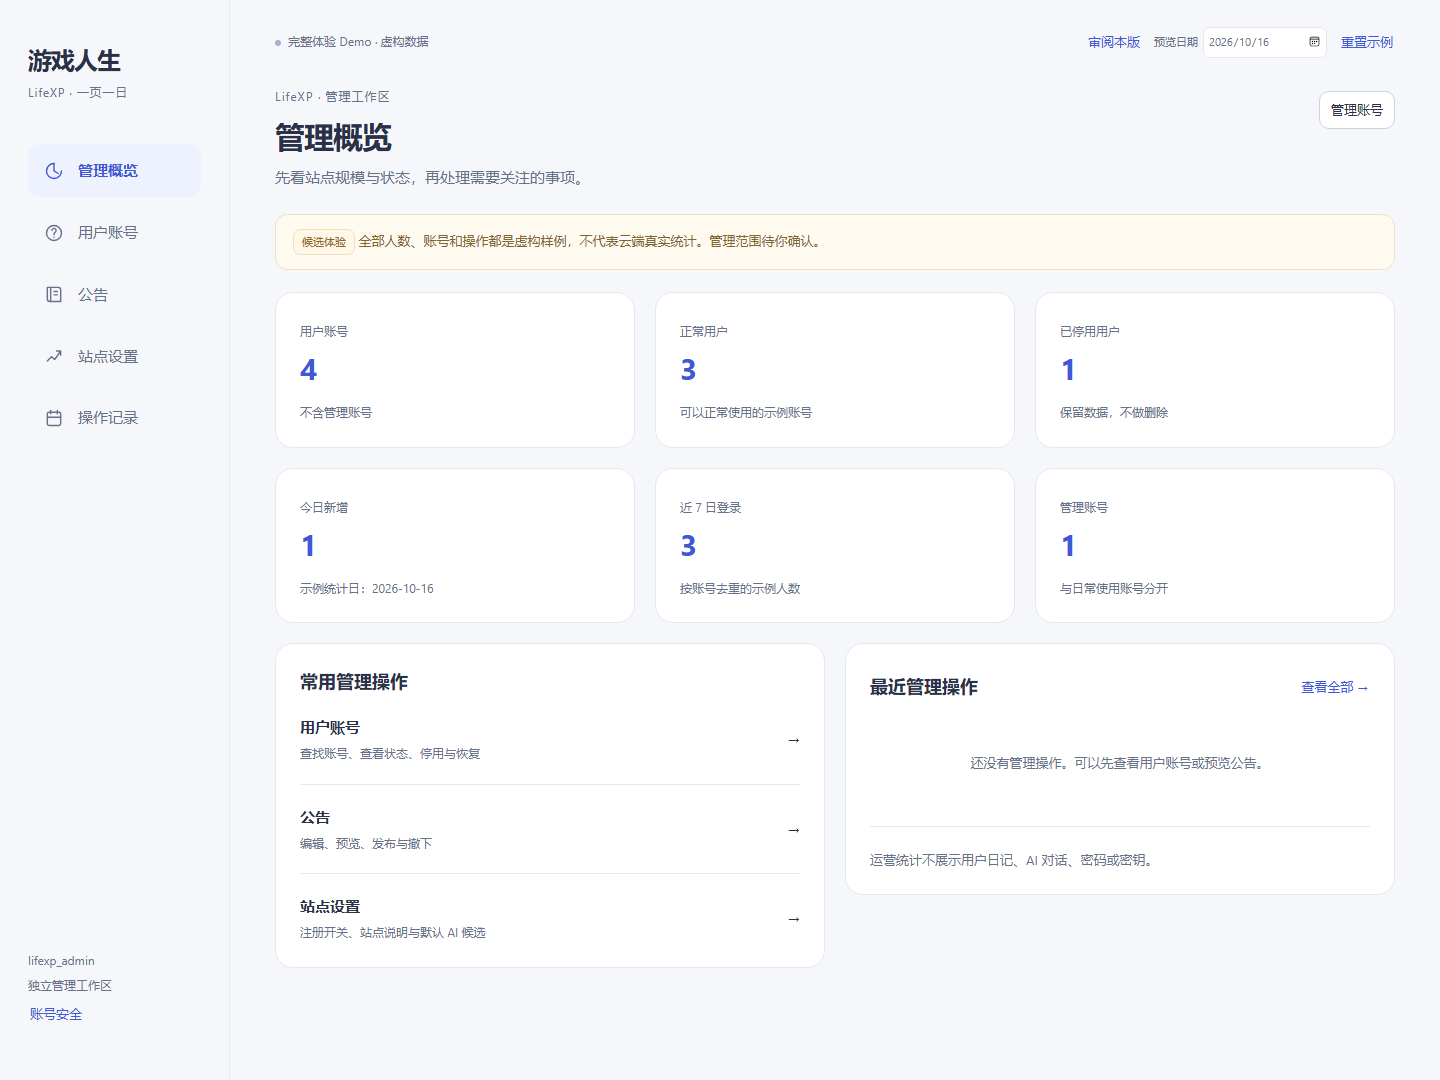 游戏人生
LifeXP · 一页一日
管理概览
用户账号
公告
站点设置
操作记录
lifexp_admin
独立管理工作区
账号安全
完整体验 Demo · 虚构数据
审阅本版
预览日期
2026/10/16
重置示例
LifeXP · 管理工作区
管理概览
先看站点规模与状态，再处理需要关注的事项。
管理账号
候选体验 全部人数、账号和操作都是虚构样例，不代表云端真实统计。管理范围待你确认。
用户账号
4
不含管理账号
正常用户
3
可以正常使用的示例账号
已停用用户
1
保留数据，不做删除
今日新增
1
示例统计日：2026-10-16
近 7 日登录
3
按账号去重的示例人数
管理账号
1
与日常使用账号分开
常用管理操作
用户账号
查找账号、查看状态、停用与恢复
→
公告
编辑、预览、发布与撤下
→
站点设置
注册开关、站点说明与默认 AI 候选
→
最近管理操作
查看全部 →
还没有管理操作。可以先查看用户账号或预览公告。
运营统计不展示用户日记、AI 对话、密码或密钥。